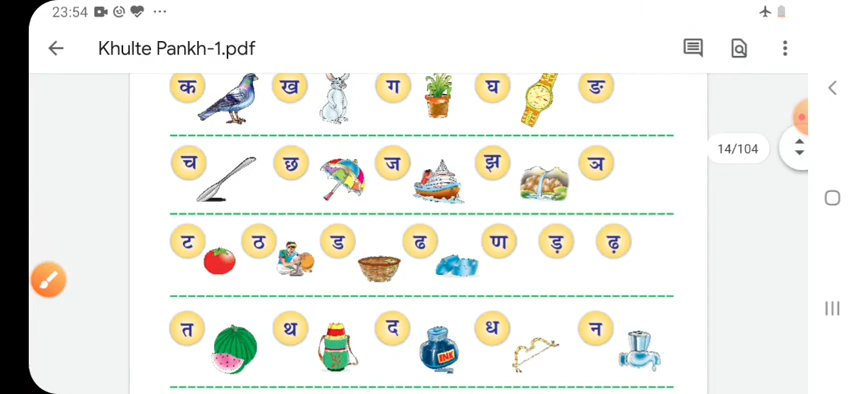 23:54
Khulte Pankh-1.pdf
क ख ग घ ङ
14/104
च छ ज झ ञ
ट ठ ड ढ ण ड़ ढ़
त थ द ध न
INK